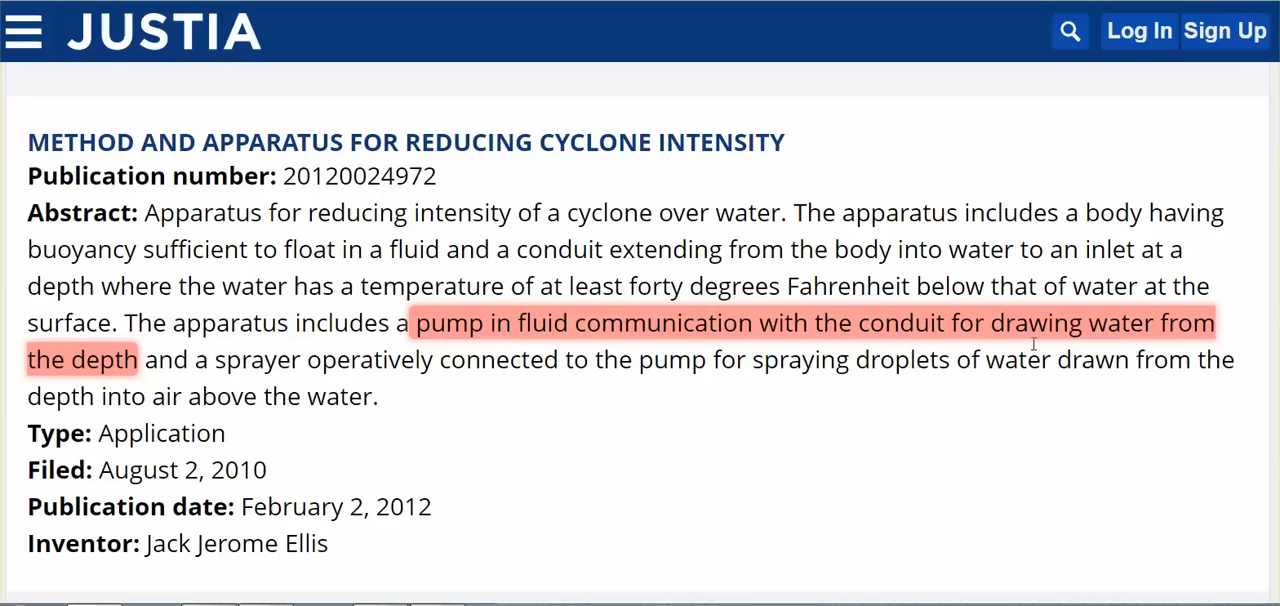 JUSTIA
Log In
Sign Up
METHOD AND APPARATUS FOR REDUCING CYCLONE INTENSITY
Publication number: 20120024972
Abstract: Apparatus for reducing intensity of a cyclone over water. The apparatus includes a body having
buoyancy sufficient to float in a fluid and a conduit extending from the body into water to an inlet at a
depth where the water has a temperature of at least forty degrees Fahrenheit below that of water at the
surface. The apparatus includes a pump in fluid communication with the conduit for drawing water from
the depth and a sprayer operatively connected to the pump for spraying droplets of water drawn from the
depth into air above the water.
Type: Application
Filed: August 2, 2010
Publication date: February 2, 2012
Inventor: Jack Jerome Ellis